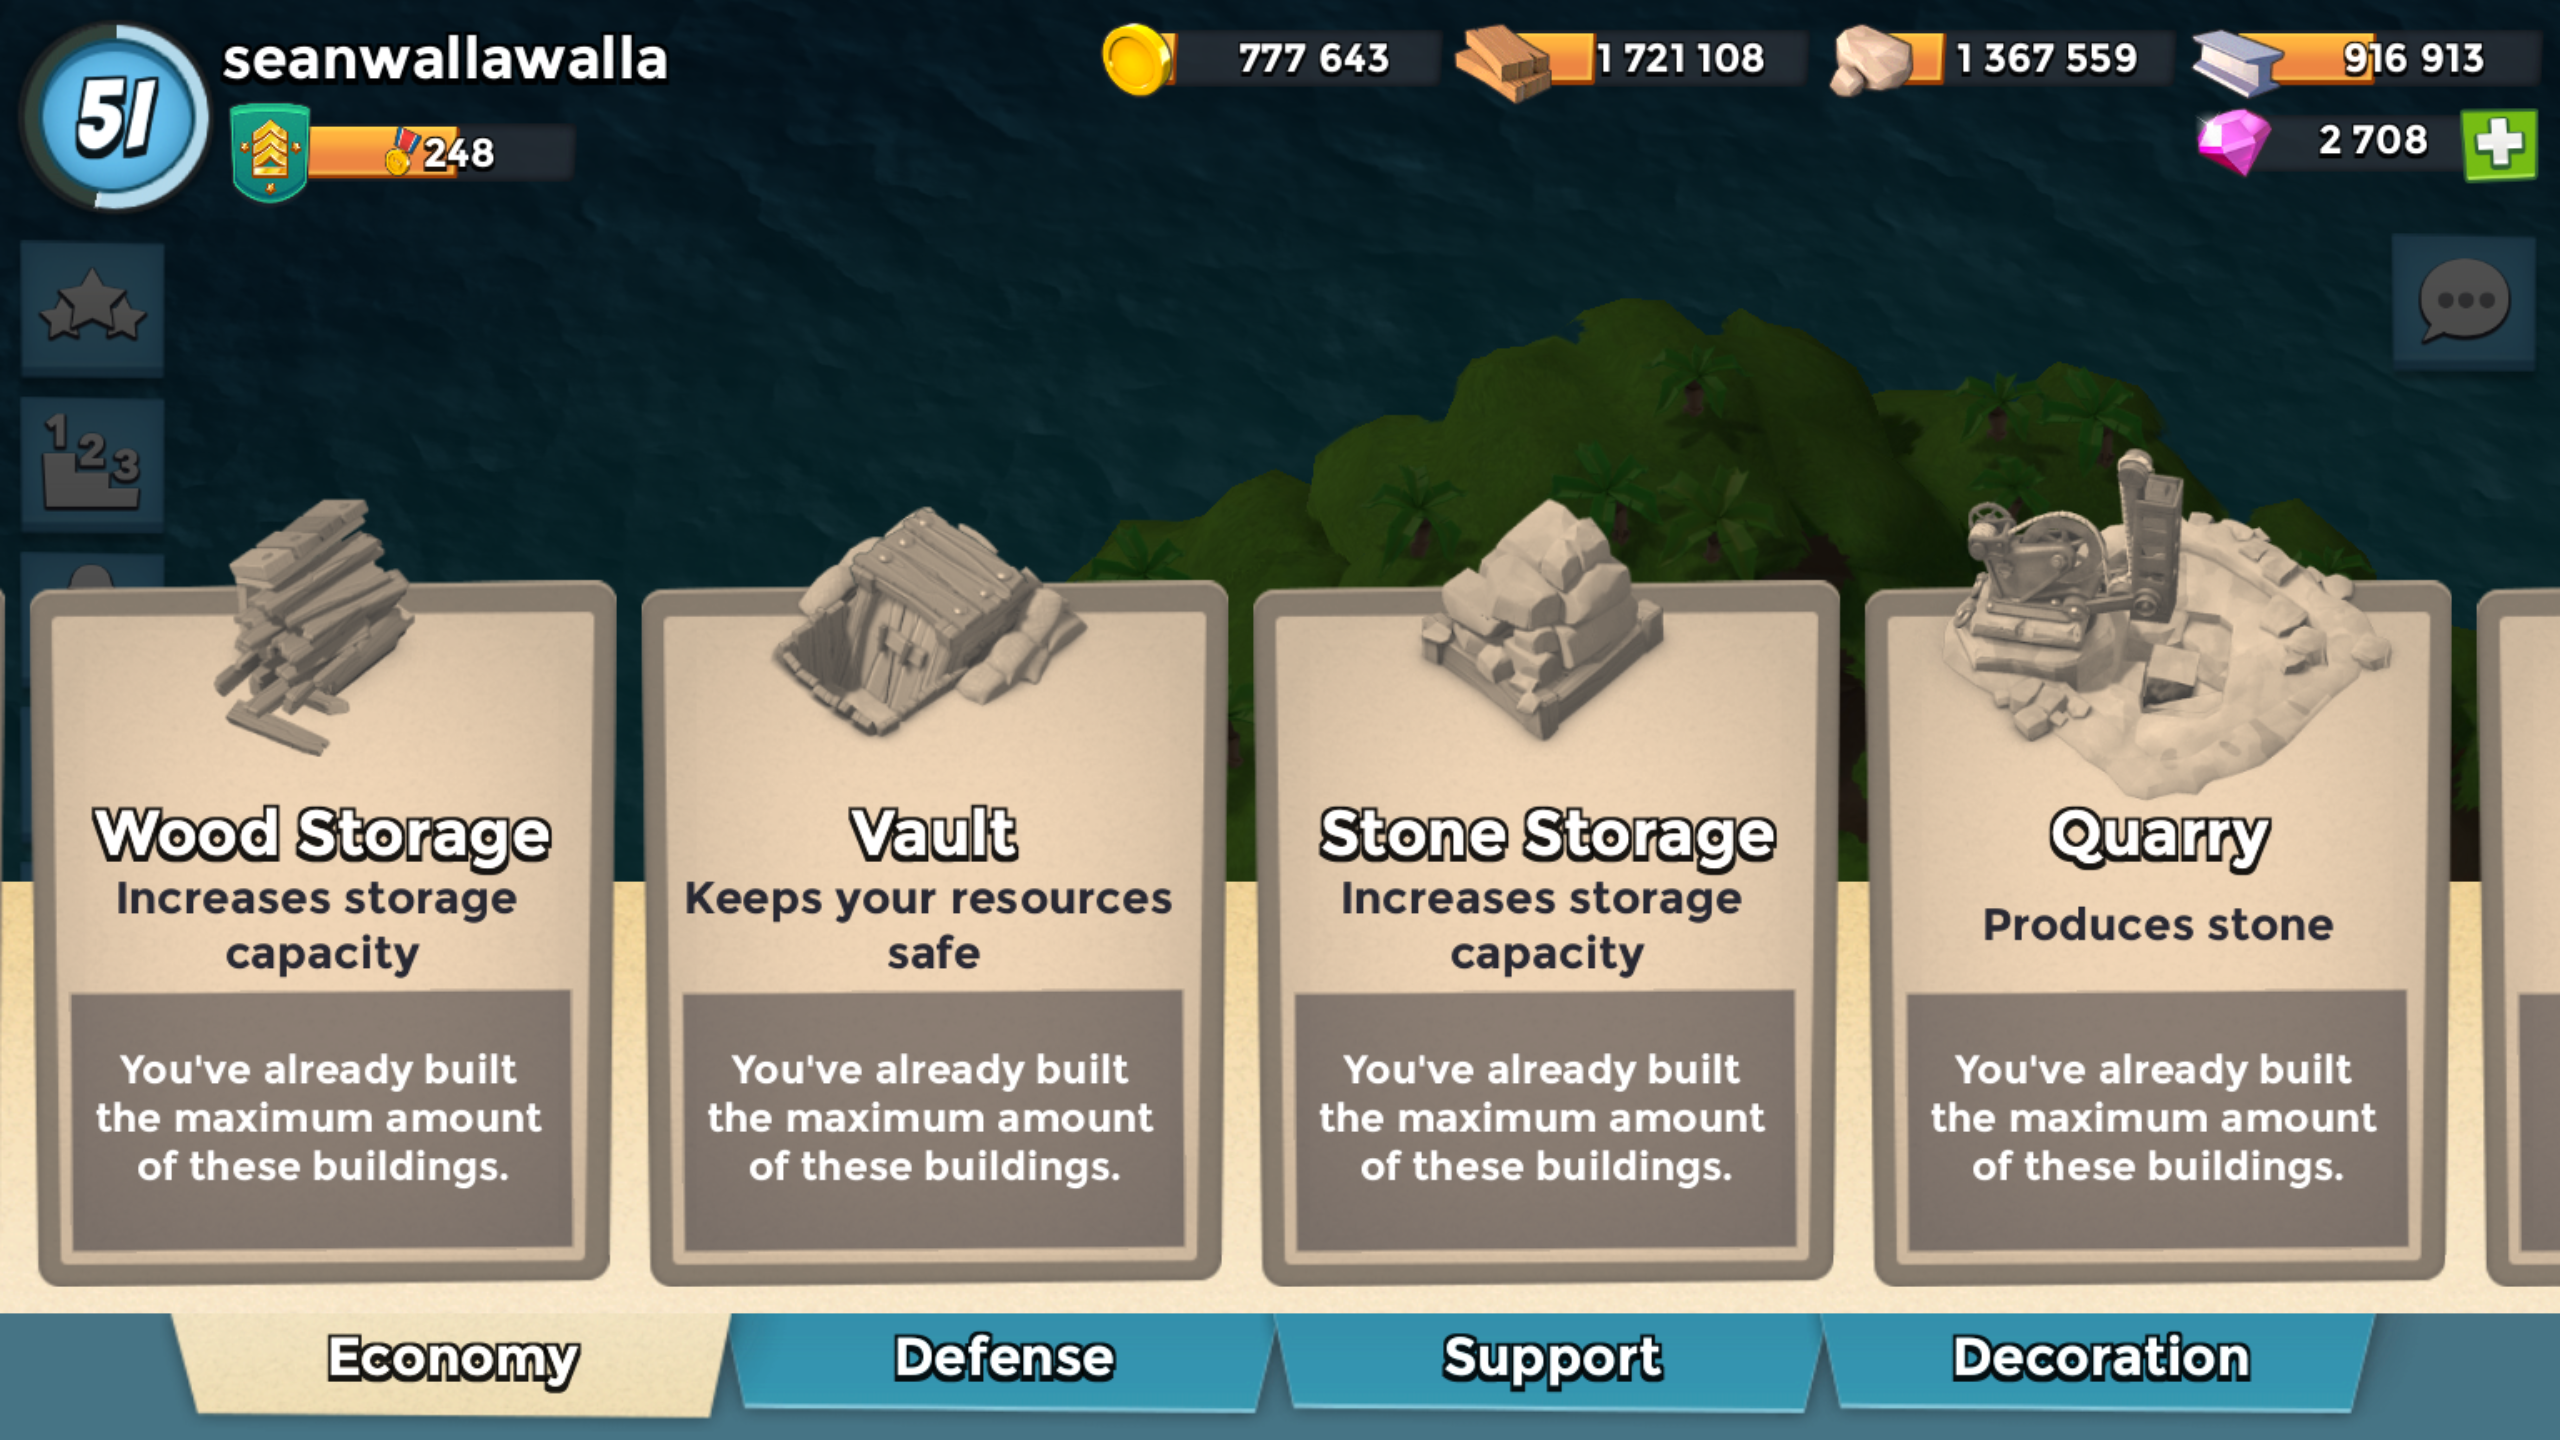 51
seanwallawalla
248
777 643
1 721 108
1 367 559
916 913
2 708
1 2 3
Wood Storage
Increases storage
capacity
You've already built
the maximum amount
of these buildings.
Vault
Keeps your resources
safe
You've already built
the maximum amount
of these buildings.
Stone Storage
Increases storage
capacity
You've already built
the maximum amount
of these buildings.
Quarry
Produces stone
You've already built
the maximum amount
of these buildings.
Economy
Defense
Support
Decoration